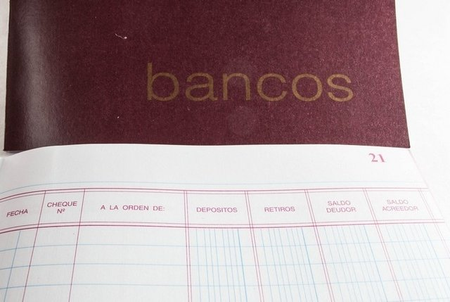 bancos
21
FECHA CHEQUE Nº A LA ORDEN DE: DEPOSITOS RETIROS SALDO DEUDOR SALDO ACREEDOR